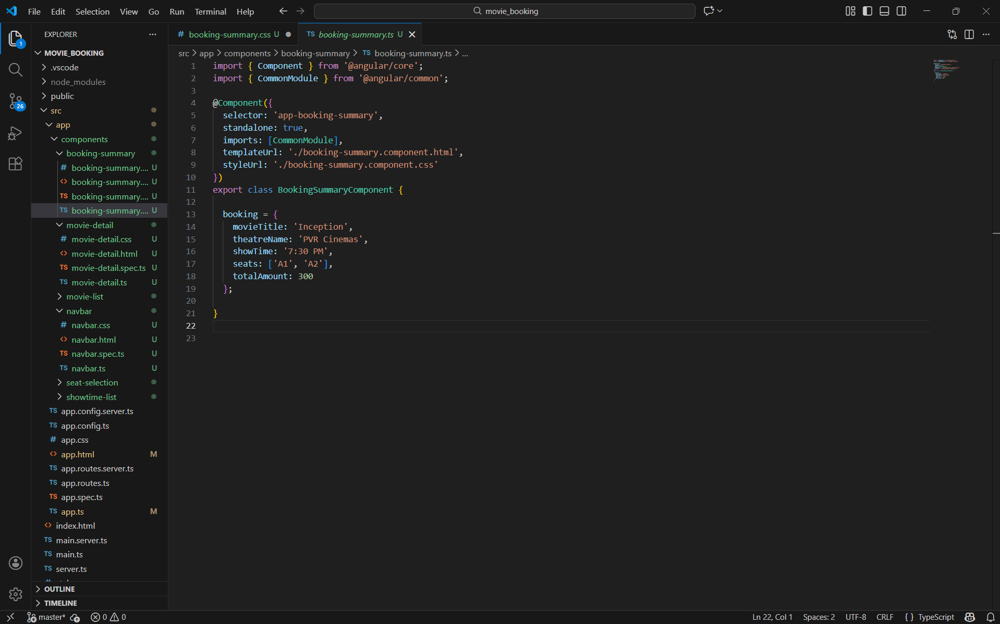 File Edit Selection View Go Run Terminal Help movie_booking
EXPLORER
MOVIE_BOOKING
.vscode
node_modules
public
src
app
components
booking-summary
booking-summary.... U
booking-summary.... U
booking-summary.... U
booking-summary.... U
movie-detail
movie-detail.css U
movie-detail.html U
movie-detail.spec.ts U
movie-detail.ts U
movie-list
navbar
navbar.css U
navbar.html U
navbar.spec.ts U
navbar.ts U
seat-selection
showtime-list
app.config.server.ts
app.config.ts
app.css
app.html M
app.routes.server.ts
app.routes.ts
app.spec.ts
app.ts M
index.html
main.server.ts
main.ts
server.ts
OUTLINE
TIMELINE
1
26
# booking-summary.css U
TS booking-summary.ts U
src > app > components > booking-summary > TS booking-summary.ts > ...
1 import { Component } from '@angular/core';
2 import { CommonModule } from '@angular/common';
3
4 @Component({
5 selector: 'app-booking-summary',
6 standalone: true,
7 imports: [CommonModule],
8 templateUrl: './booking-summary.component.html',
9 styleUrl: './booking-summary.component.css'
10 })
11 export class BookingSummaryComponent {
12
13 booking = {
14 movieTitle: 'Inception',
15 theatreName: 'PVR Cinemas',
16 showTime: '7:30 PM',
17 seats: ['A1', 'A2'],
18 totalAmount: 300
19 };
20
21 }
22
23
master* 0 0 Ln 22, Col 1 Spaces: 2 UTF-8 CRLF { } TypeScript